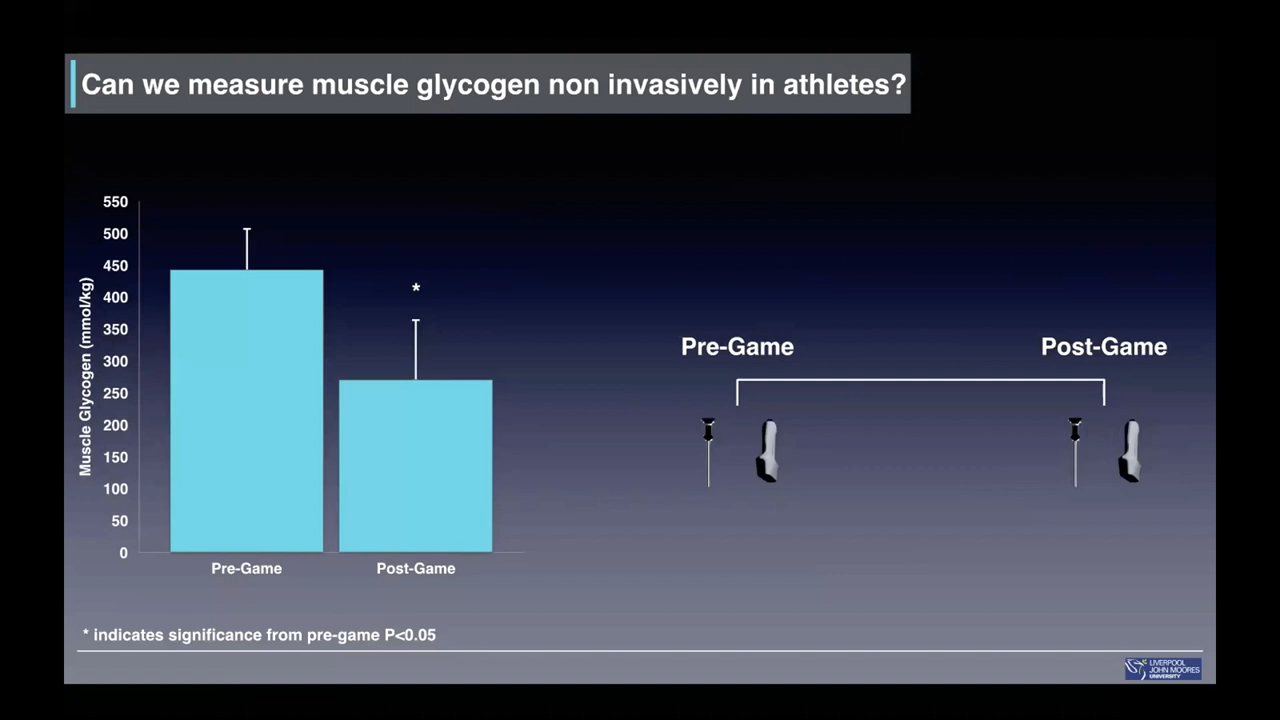 Can we measure muscle glycogen non invasively in athletes?
Muscle Glycogen (mmol/kg)
550
500
450
400
350
300
250
200
150
100
50
0
*
Pre-Game
Post-Game
Pre-Game
Post-Game
* indicates significance from pre-game P<0.05
LIVERPOOL
JOHN MOORES
UNIVERSITY